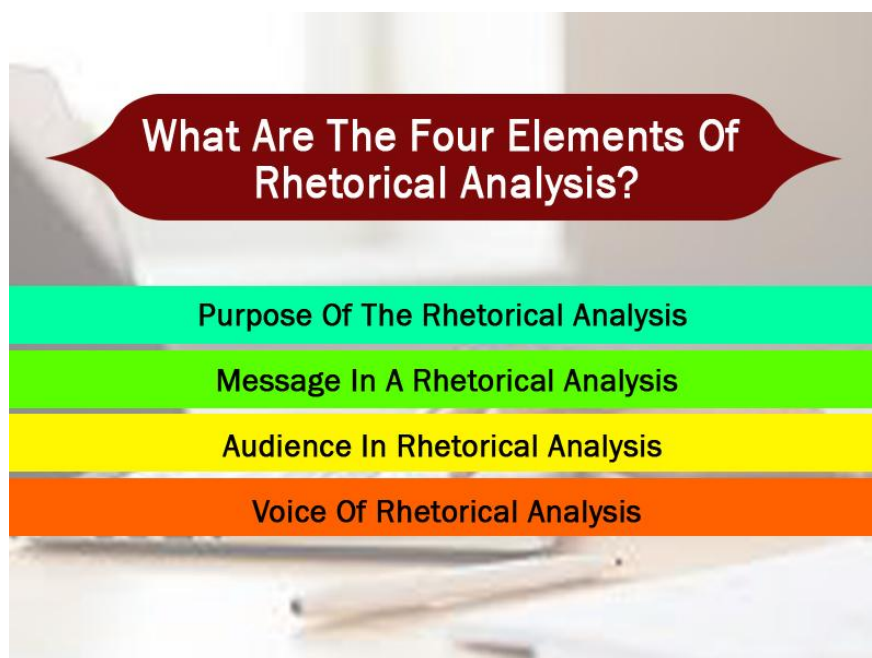 What Are The Four Elements Of
Rhetorical Analysis?
Purpose Of The Rhetorical Analysis
Message In A Rhetorical Analysis
Audience In Rhetorical Analysis
Voice Of Rhetorical Analysis